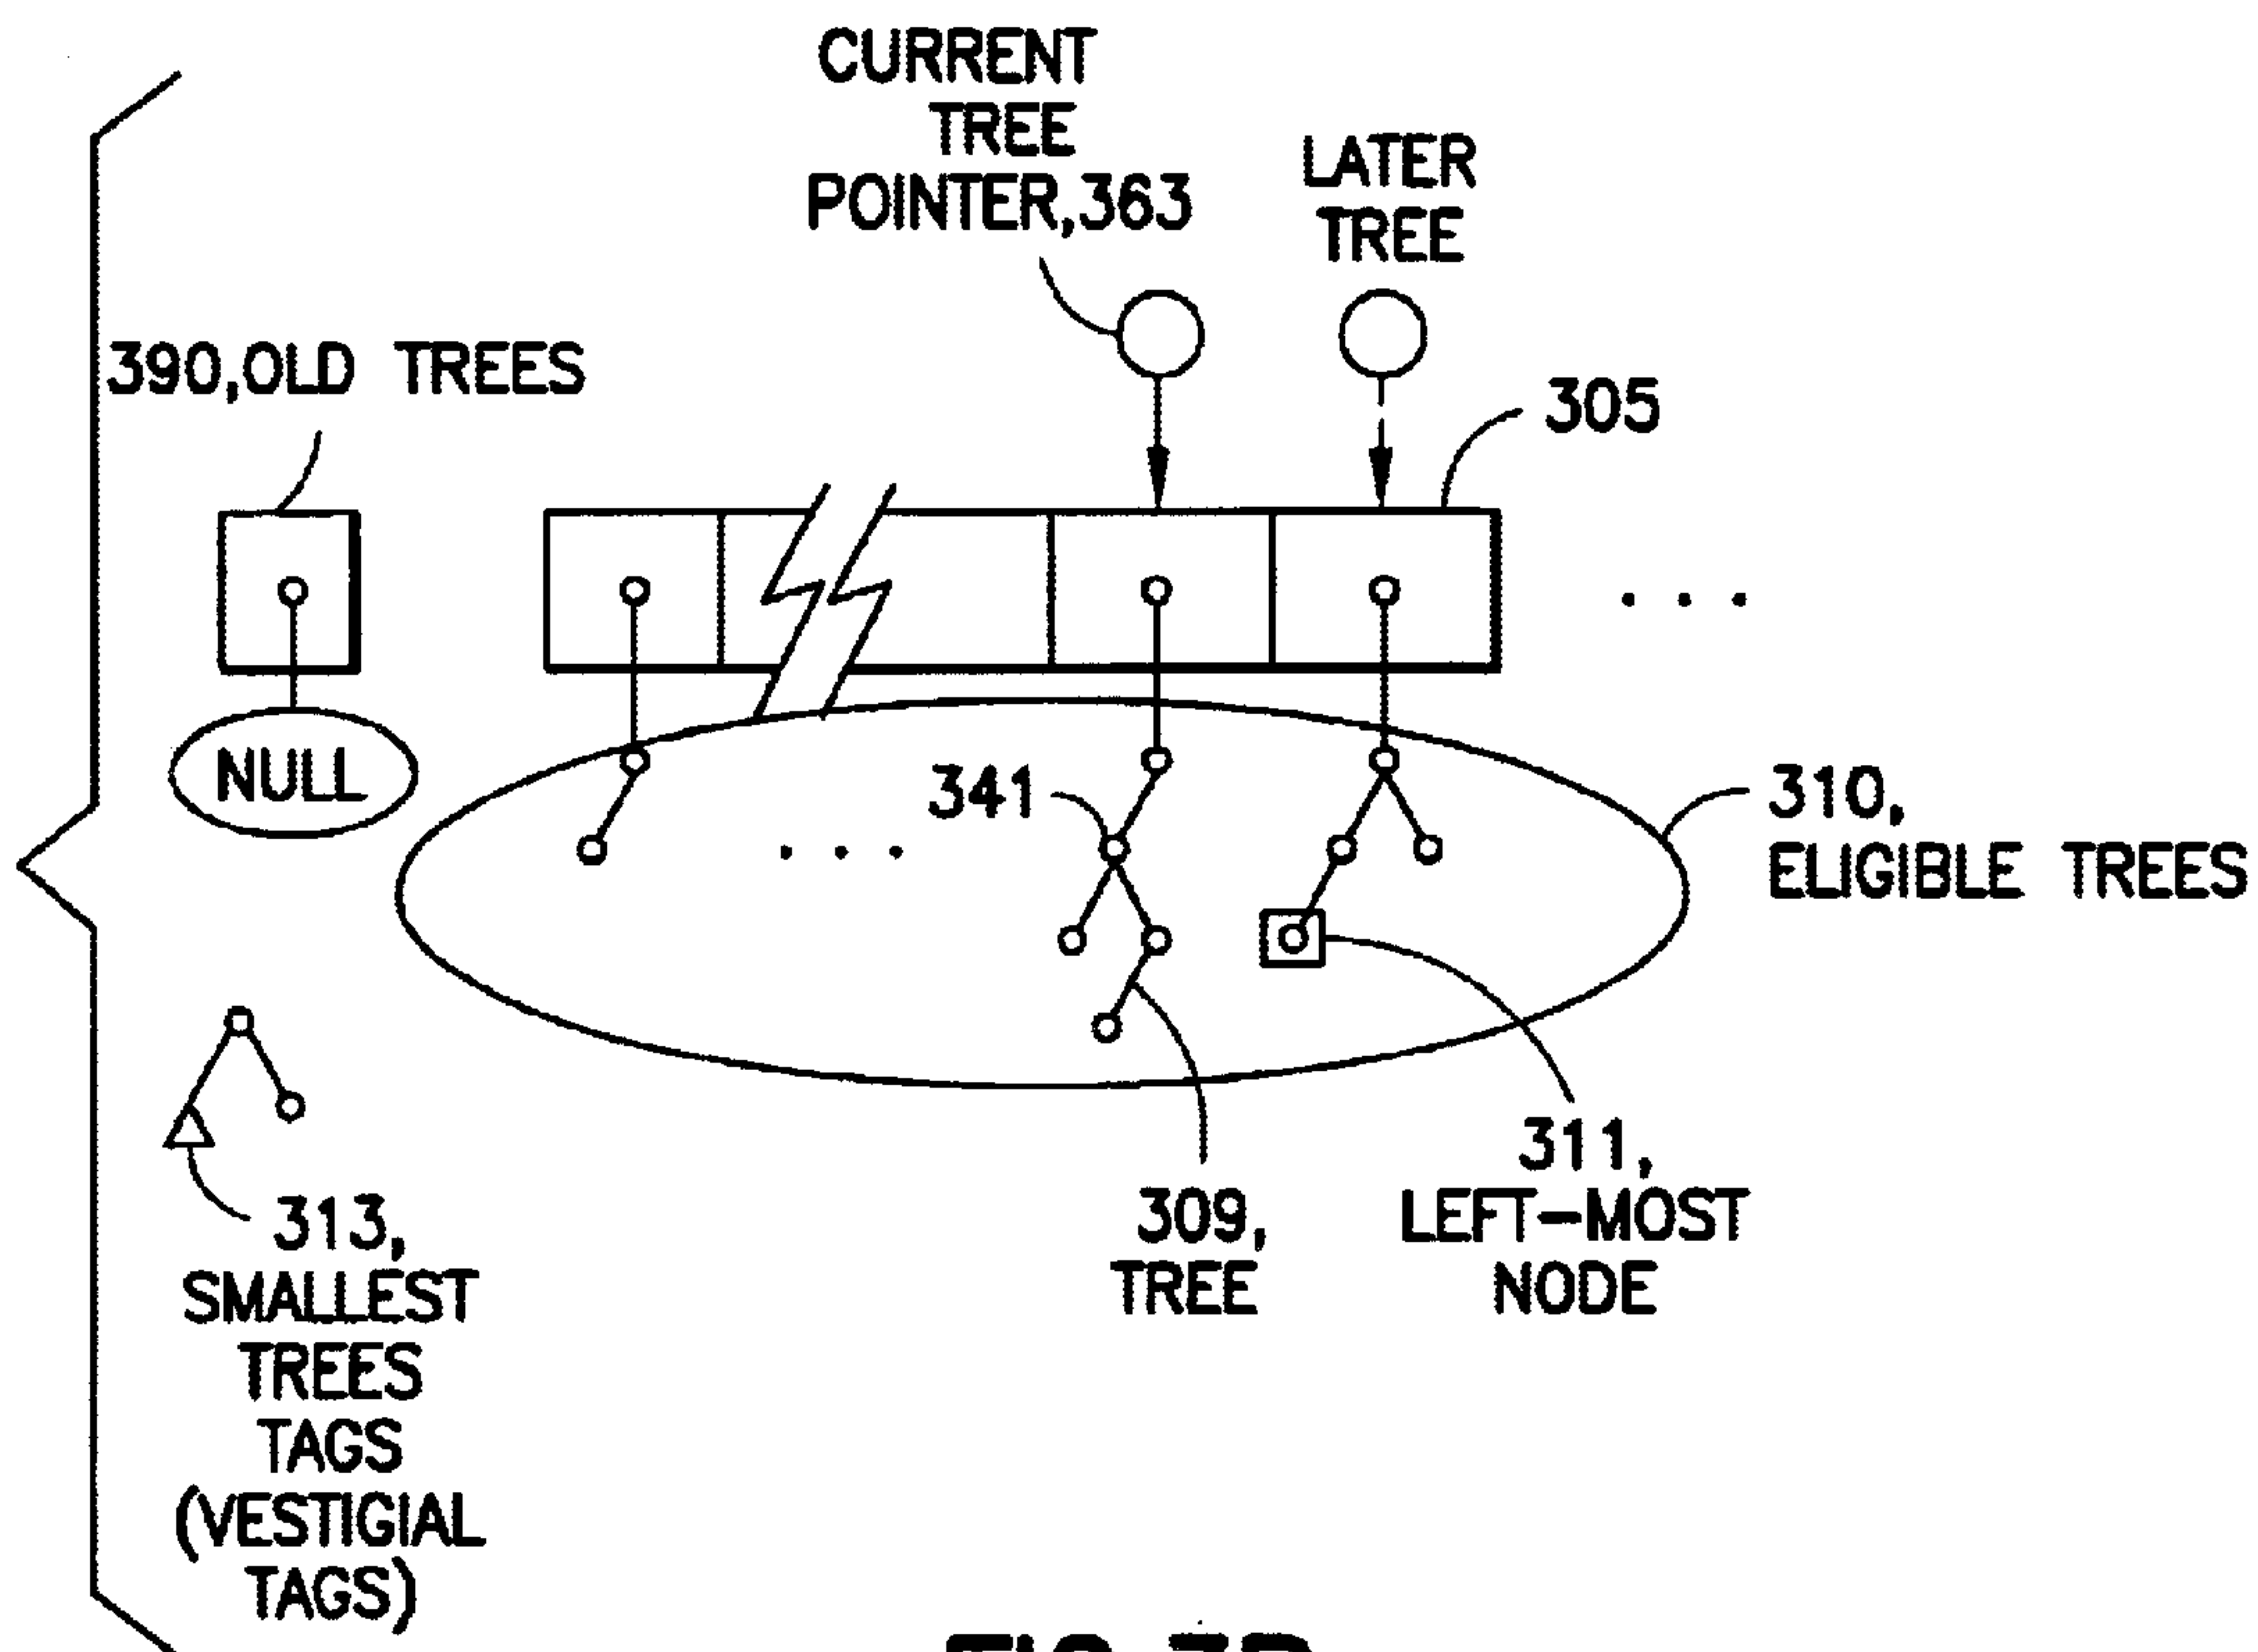 CURRENT
TREE
POINTER,363
LATER
TREE
390,OLD TREES
305
NULL
341
310,
ELIGIBLE TREES
311,
LEFT-MOST
NODE
309,
TREE
313,
SMALLEST
TREES
TAGS
(VESTIGIAL
TAGS)